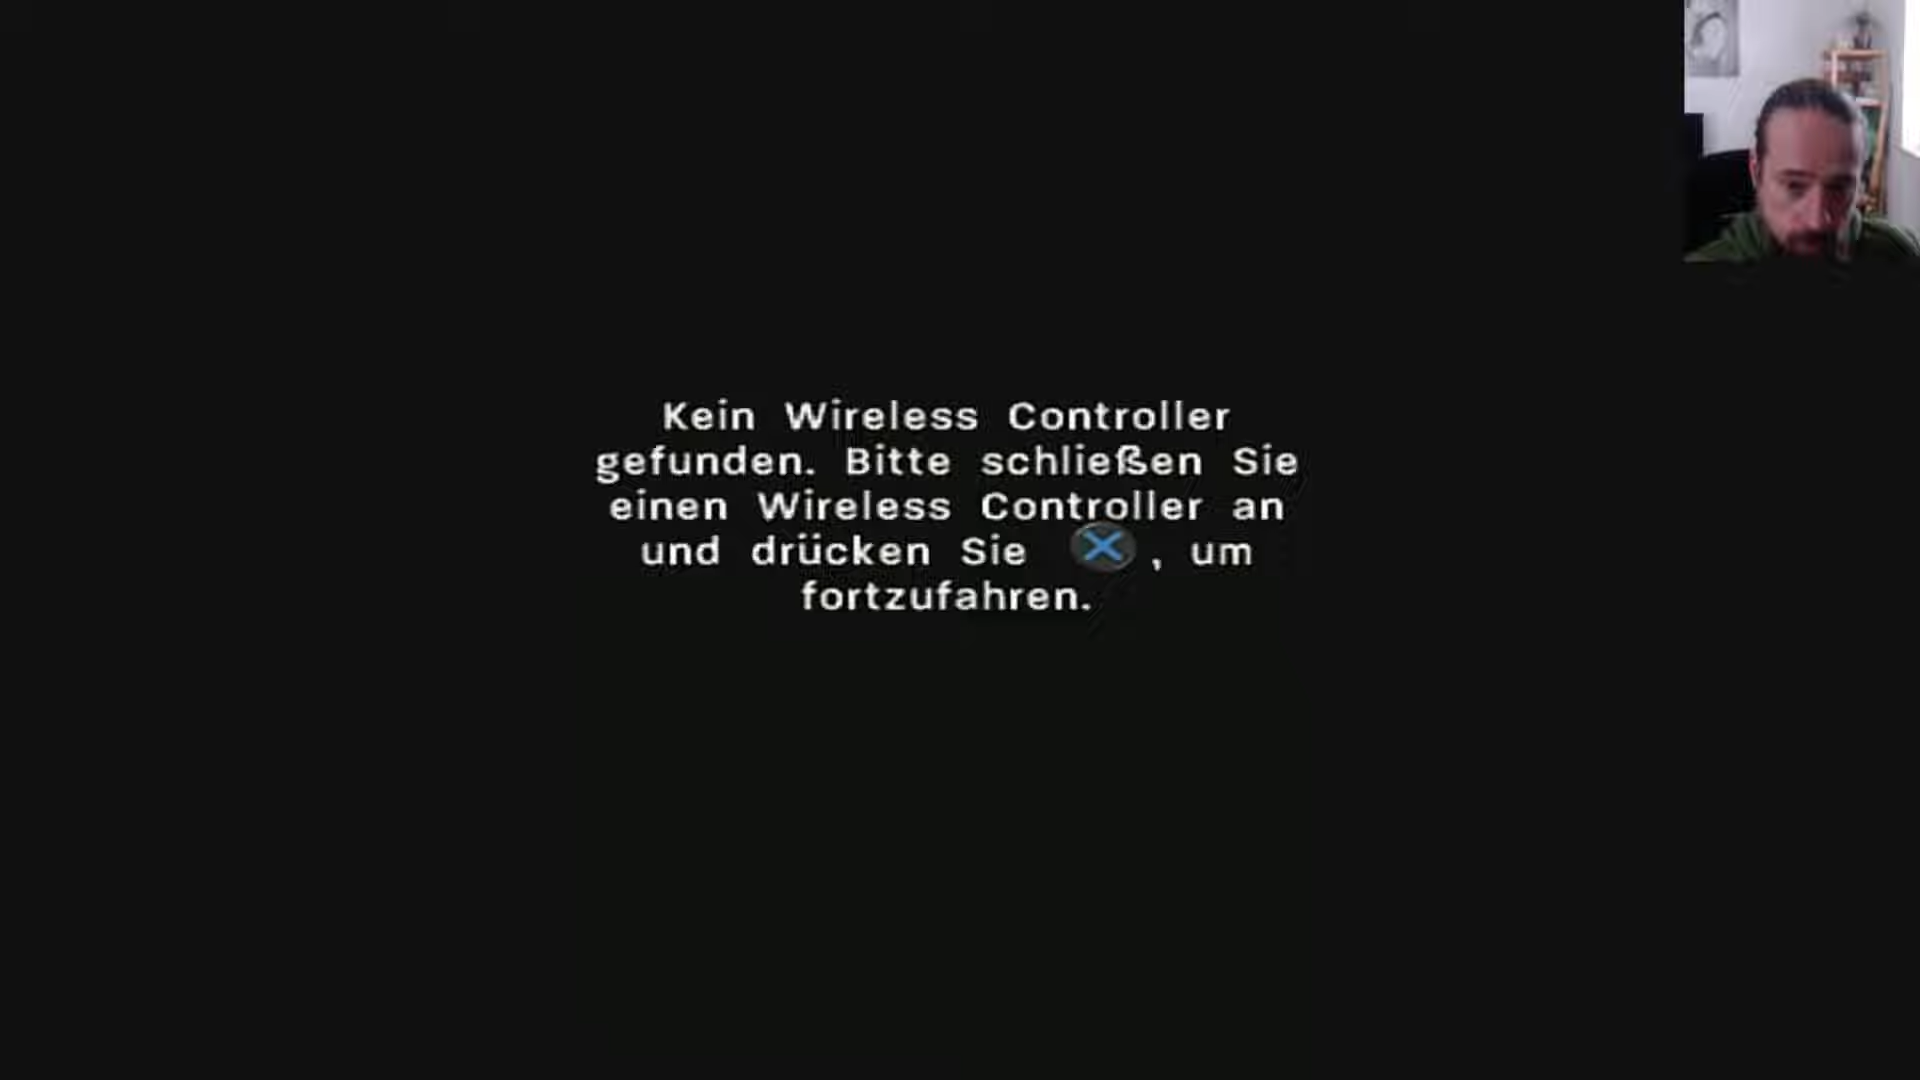 Kein Wireless Controller
gefunden. Bitte schließen Sie
einen Wireless Controller an
und drücken Sie , um
fortzufahren.